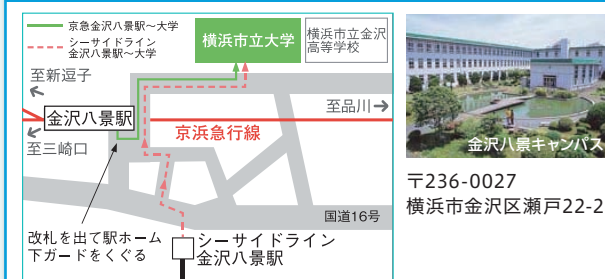 京急金沢八景駅～大学
シーサイドライン
金沢八景駅～大学
横浜市立大学
横浜市立金沢
高等学校
至新逗子
金沢八景駅
至三崎口
至品川
京浜急行線
国道16号
改札を出て駅ホーム
下ガードをくぐる
シーサイドライン
金沢八景駅
金沢八景キャンパス
〒236-0027
横浜市金沢区瀬戸22-2